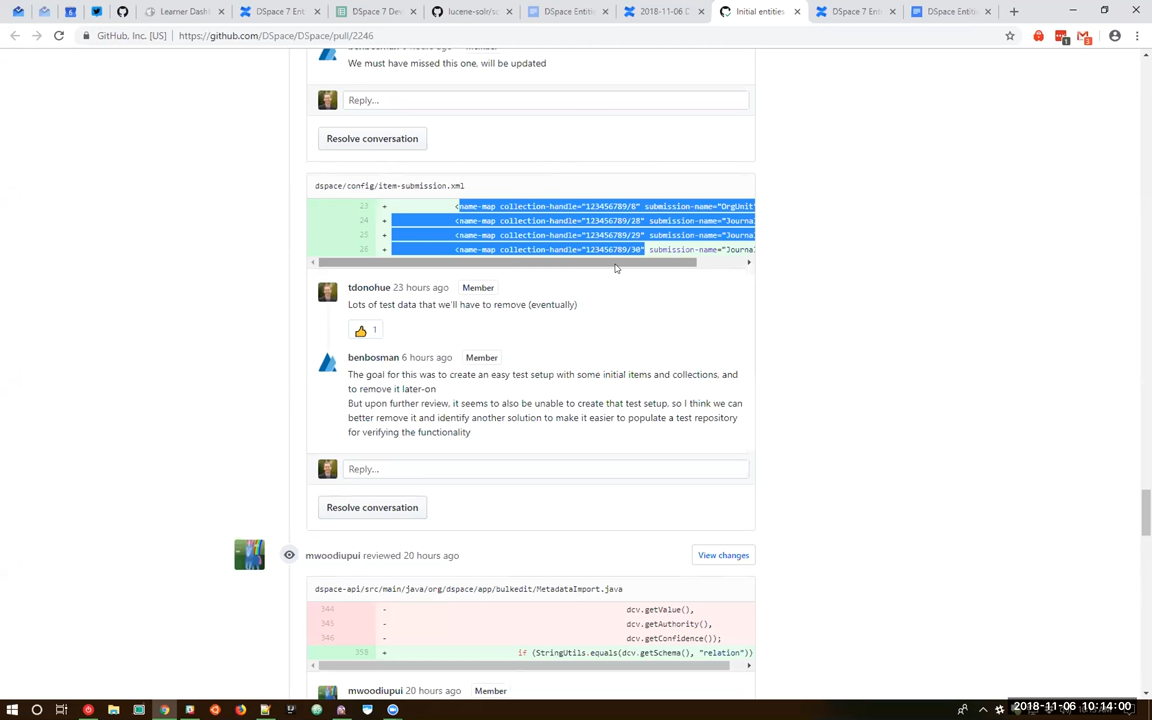 Learner Dash
DSpace 7 Enti
DSpace 7 Dev
lucene-solr/so
DSpace Entitie
2018-11-06 D
Initial entities
DSpace 7 Enti
DSpace Entiti
GitHub, Inc. [US] | https://github.com/DSpace/DSpace/pull/2246
We must have missed this one, will be updated
Reply...
Resolve conversation
dspace/config/item-submission.xml
23 + <name-map collection-handle="123456789/8" submission-name="OrgUnit"
24 + <name-map collection-handle="123456789/28" submission-name="Journa
25 + <name-map collection-handle="123456789/29" submission-name="Journa
26 + <name-map collection-handle="123456789/30" submission-name="Journa
tdonohue 23 hours ago Member
Lots of test data that we'll have to remove (eventually)
1
benbosman 6 hours ago Member
The goal for this was to create an easy test setup with some initial items and collections, and
to remove it later-on
But upon further review, it seems to also be unable to create that test setup, so I think we can
better remove it and identify another solution to make it easier to populate a test repository
for verifying the functionality
Reply...
Resolve conversation
mwoodiupui reviewed 20 hours ago View changes
dspace-api/src/main/java/org/dspace/app/bulkedit/MetadataImport.java
344 - dcv.getValue(),
345 - dcv.getAuthority(),
346 - dcv.getConfidence());
353 + if (StringUtils.equals(dcv.getSchema(), "relation"))
mwoodiupui 20 hours ago Member
2018-11-06 10:14:00